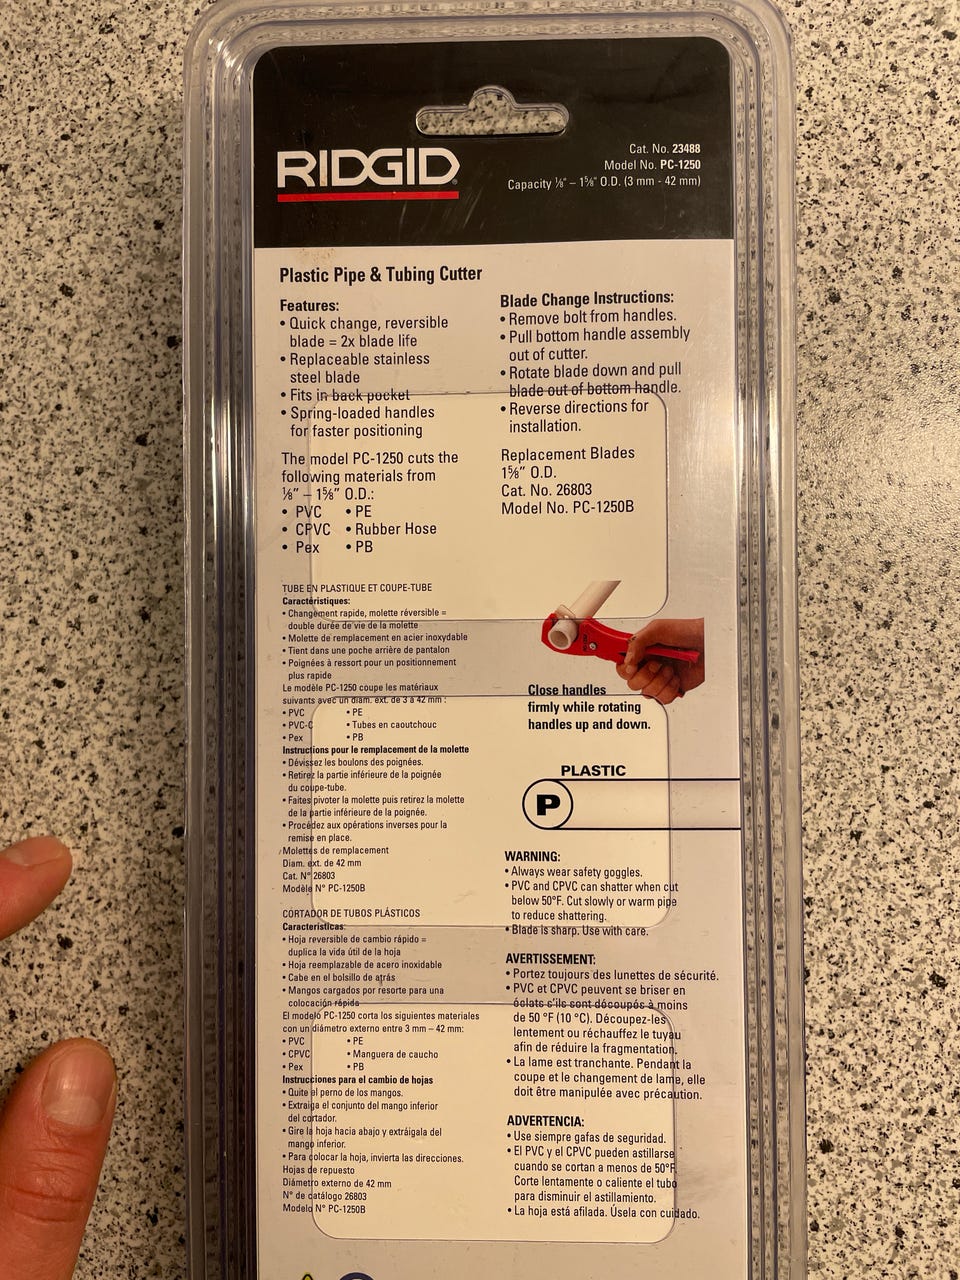 RIDGID
Cat. No. 23488
Model No. PC-1250
Capacity ⅛" – 1⅝" O.D. (3 mm - 42 mm)
Plastic Pipe & Tubing Cutter
Features:
• Quick change, reversible
blade = 2x blade life
• Replaceable stainless
steel blade
• Fits in back pocket
• Spring-loaded handles
for faster positioning
The model PC-1250 cuts the
following materials from
⅛" – 1⅝" O.D.:
• PVC • PE
• CPVC • Rubber Hose
• Pex • PB
Blade Change Instructions:
• Remove bolt from handles.
• Pull bottom handle assembly
out of cutter.
• Rotate blade down and pull
blade out of bottom handle.
• Reverse directions for
installation.
Replacement Blades
1⅝" O.D.
Cat. No. 26803
Model No. PC-1250B
TUBE EN PLASTIQUE ET COUPE-TUBE
Caractéristiques:
• Changement rapide, molette réversible =
double durée de vie de la molette
• Molette de remplacement en acier inoxydable
• Tient dans une poche arrière de pantalon
• Poignées à ressort pour un positionnement
plus rapide
Le modèle PC-1250 coupe les matériaux
suivants avec un diam. ext. de 3 à 42 mm :
• PVC • PE
• PVC-C • Tubes en caoutchouc
• Pex • PB
Instructions pour le remplacement de la molette
• Dévissez les boulons des poignées.
• Retirez la partie inférieure de la poignée
du coupe-tube.
• Faites pivoter la molette puis retirez la molette
de la partie inférieure de la poignée.
• Procédez aux opérations inverses pour la
remise en place.
Molettes de remplacement
Diam. ext. de 42 mm
Cat. N° 26803
Modèle N° PC-1250B
CORTADOR DE TUBOS PLÁSTICOS
Características:
• Hoja reversible de cambio rápido =
duplica la vida útil de la hoja
• Hoja reemplazable de acero inoxidable
• Cabe en el bolsillo de atrás
• Mangos cargados por resorte para una
colocación rápida
El modelo PC-1250 corta los siguientes materiales
con un diámetro externo entre 3 mm – 42 mm:
• PVC • PE
• CPVC • Manguera de caucho
• Pex • PB
Instrucciones para el cambio de hojas
• Quite el perno de los mangos.
• Extraiga el conjunto del mango inferior
del cortador.
• Gire la hoja hacia abajo y extráigala del
mango inferior.
• Para colocar la hoja, invierta las direcciones.
Hojas de repuesto
Diámetro externo de 42 mm
N° de catálogo 26803
Modelo N° PC-1250B
Close handles
firmly while rotating
handles up and down.
PLASTIC
P
WARNING:
• Always wear safety goggles.
• PVC and CPVC can shatter when cut
below 50°F. Cut slowly or warm pipe
to reduce shattering.
• Blade is sharp. Use with care.
AVERTISSEMENT:
• Portez toujours des lunettes de sécurité.
• PVC et CPVC peuvent se briser en
éclats s'ils sont découpés à moins
de 50 °F (10 °C). Découpez-les
lentement ou réchauffez le tuyau
afin de réduire la fragmentation.
• La lame est tranchante. Pendant la
coupe et le changement de lame, elle
doit être manipulée avec précaution.
ADVERTENCIA:
• Use siempre gafas de seguridad.
• El PVC y el CPVC pueden astillarse
cuando se cortan a menos de 50°F.
Corte lentamente o caliente el tubo
para disminuir el astillamiento.
• La hoja está afilada. Úsela con cuidado.